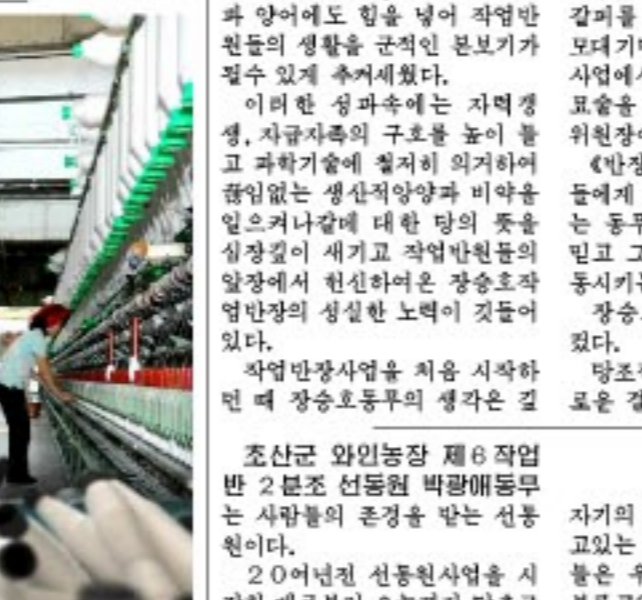 과 양어에도 힘을 넣어 작업반
원들의 생활을 군적인 본보기가
될수 있게 추켜세웠다.
이러한 성과속에는 자력갱
생, 자급자족의 구호를 높이 들
고 과학기술에 철저히 의거하여
끊임없는 생산적앙양과 비약을
일으켜나갈데 대한 당의 뜻을
심장깊이 새기고 작업반원들의
앞장에서 헌신하여온 장승호작
업반장의 성실한 노력이 깃들어
있다.
작업반장사업을 처음 시작하
던 때 장승호동무의 생각은 깊
초산군 와인농장 제6작업
반 2분조 선동원 박광애동무
는 사람들의 존경을 받는 선동
원이다.
20여년전 선동원사업을 시
갈피를
모대기
사업에서
묘술을
위원장
《반장
들에게
는 동무
믿고 그
동시키는
장승
컸다.
당조
로운 걸
자기의
고있는
들은 우